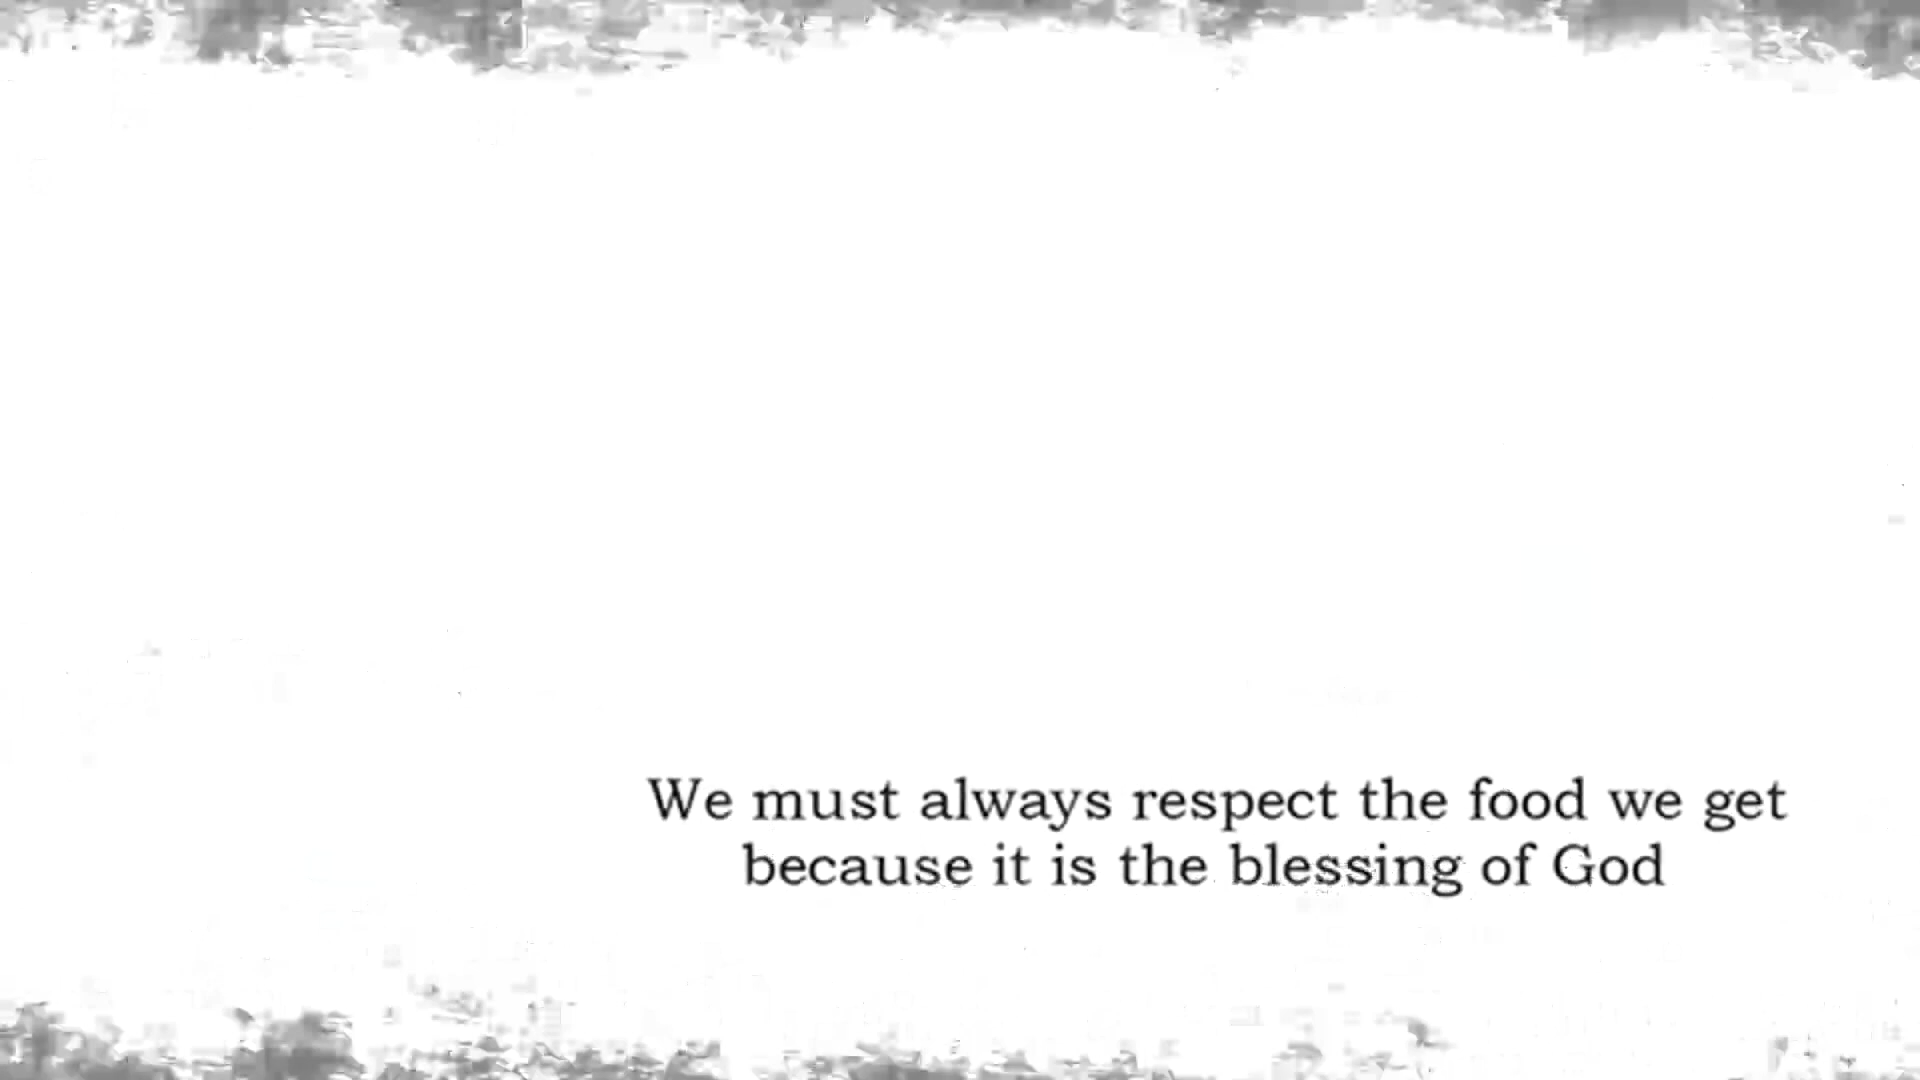 We must always respect the food we get
because it is the blessing of God